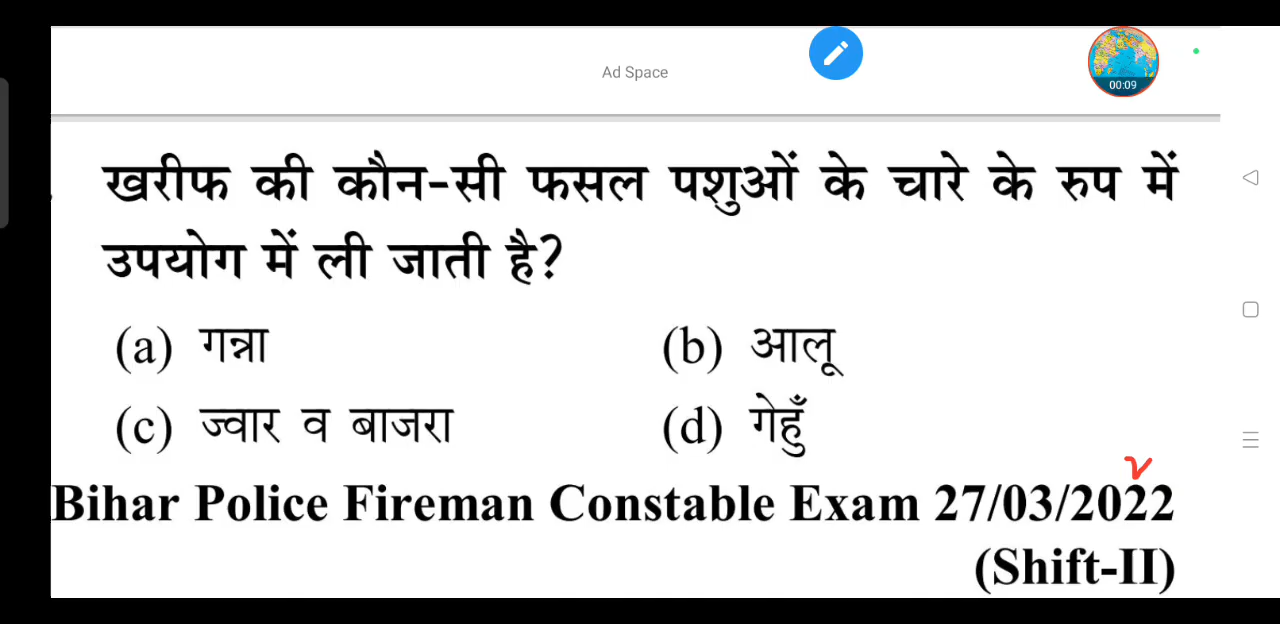 Ad Space
00:09
खरीफ की कौन-सी फसल पशुओं के चारे के रुप में
उपयोग में ली जाती है?
(a) गन्ना (b) आलू
(c) ज्वार व बाजरा (d) गेहुँ
Bihar Police Fireman Constable Exam 27/03/2022
(Shift-II)